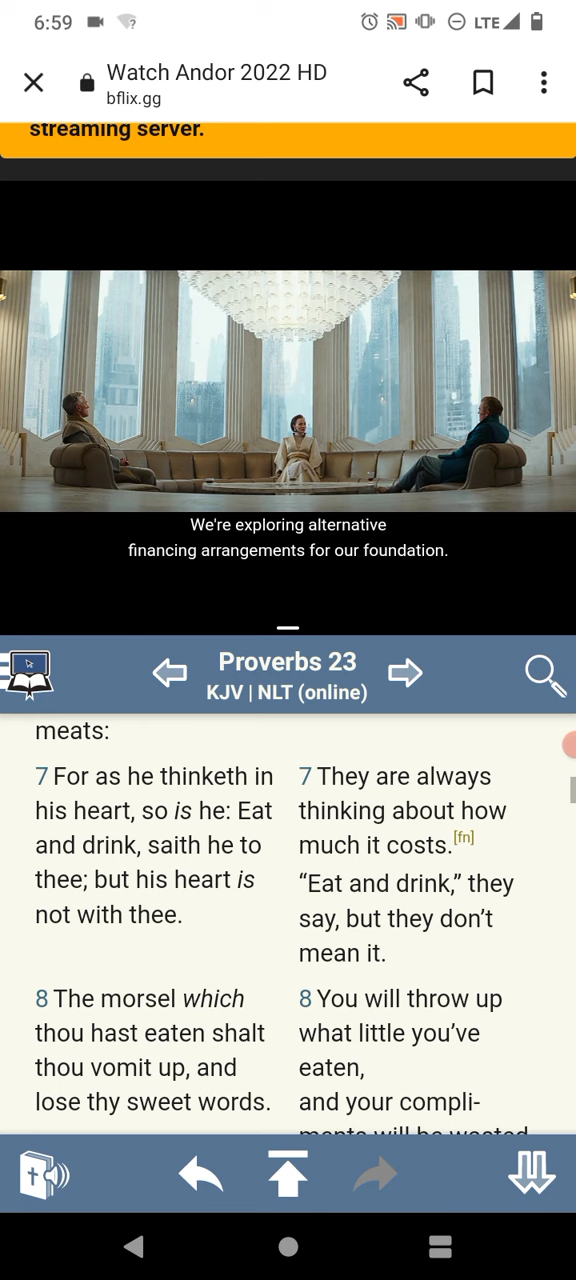 6:59
LTE
Watch Andor 2022 HD
bflix.gg
streaming server.
We're exploring alternative
financing arrangements for our foundation.
Proverbs 23
KJV | NLT (online)
meats:
7 For as he thinketh in
his heart, so is he: Eat
and drink, saith he to
thee; but his heart is
not with thee.
8 The morsel which
thou hast eaten shalt
thou vomit up, and
lose thy sweet words.
7 They are always
thinking about how
much it costs.[fn]
“Eat and drink,” they
say, but they don’t
mean it.
8 You will throw up
what little you’ve
eaten,
and your compli-
ments will be wasted